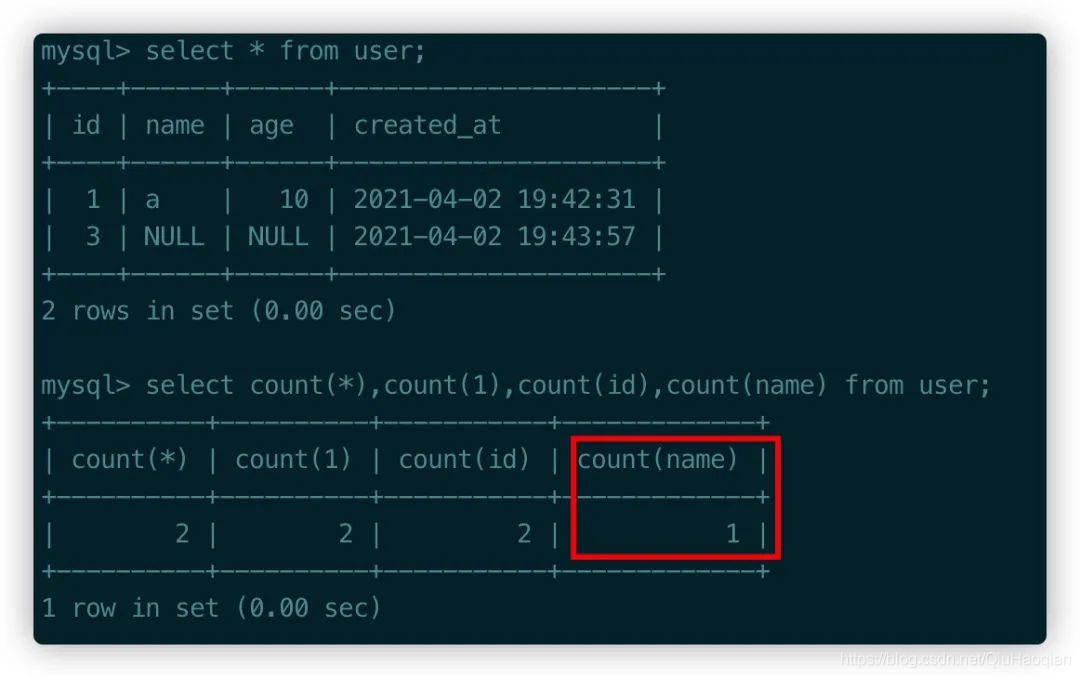 mysql> select * from user;
+----+------+------+---------------------+
| id | name | age  | created_at          |
+----+------+------+---------------------+
|  1 | a    |   10 | 2021-04-02 19:42:31 |
|  3 | NULL | NULL | 2021-04-02 19:43:57 |
+----+------+------+---------------------+
2 rows in set (0.00 sec)
mysql> select count(*),count(1),count(id),count(name) from user;
+----------+----------+-----------+-------------+
| count(*) | count(1) | count(id) | count(name) |
+----------+----------+-----------+-------------+
|        2 |        2 |         2 |           1 |
+----------+----------+-----------+-------------+
1 row in set (0.00 sec)
https://blog.csdn.net/QiuHaoqian